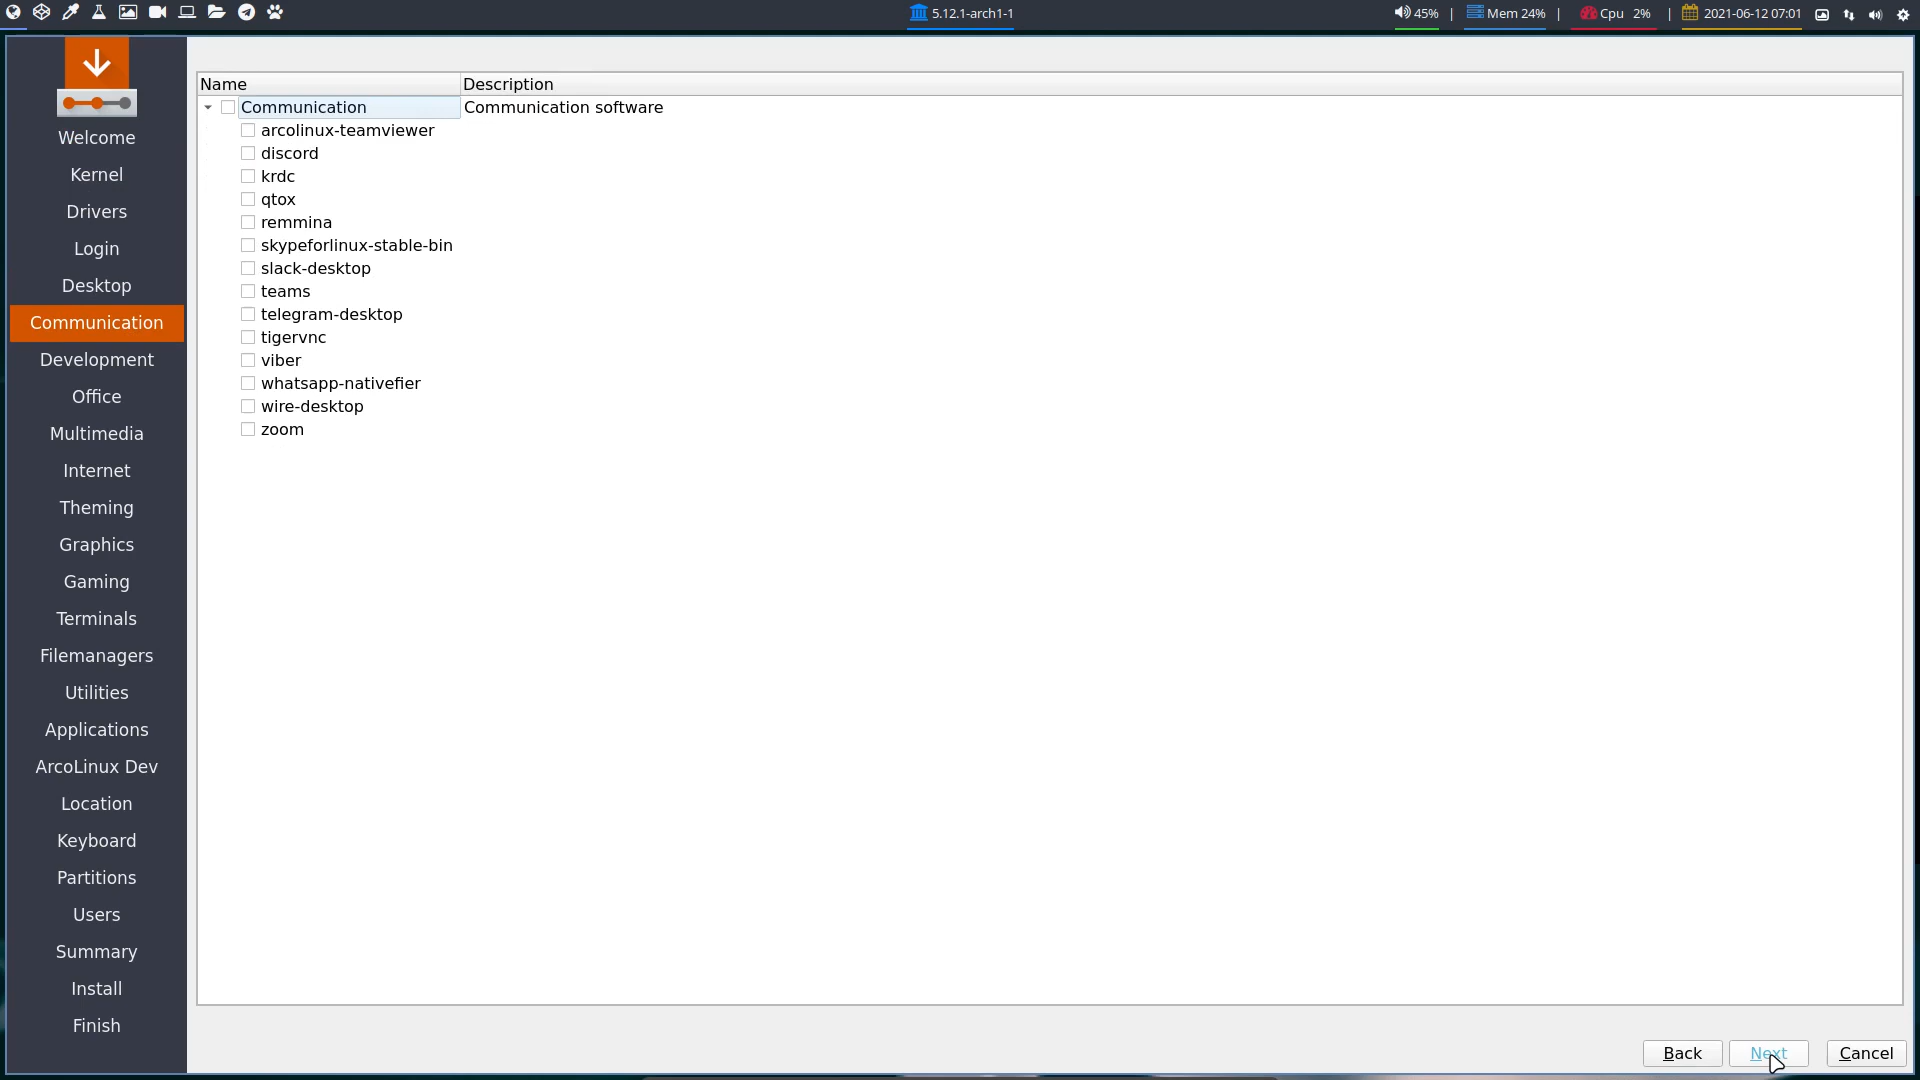 5.12.1-arch1-1
45% | Mem 24% | Cpu 2% | 2021-06-12 07:01
Welcome
Kernel
Drivers
Login
Desktop
Communication
Development
Office
Multimedia
Internet
Theming
Graphics
Gaming
Terminals
Filemanagers
Utilities
Applications
ArcoLinux Dev
Location
Keyboard
Partitions
Users
Summary
Install
Finish
Name Description
Communication Communication software
arcolinux-teamviewer
discord
krdc
qtox
remmina
skypeforlinux-stable-bin
slack-desktop
teams
telegram-desktop
tigervnc
viber
whatsapp-nativefier
wire-desktop
zoom
Back Next Cancel